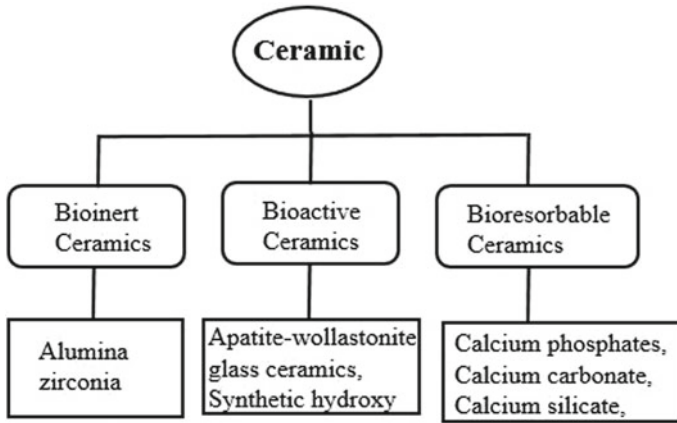 Ceramic
Bioinert
Ceramics
Bioactive
Ceramics
Bioresorbable
Ceramics
Alumina
zirconia
Apatite-wollastonite
glass ceramics,
Synthetic hydroxy
Calcium phosphates,
Calcium carbonate,
Calcium silicate,